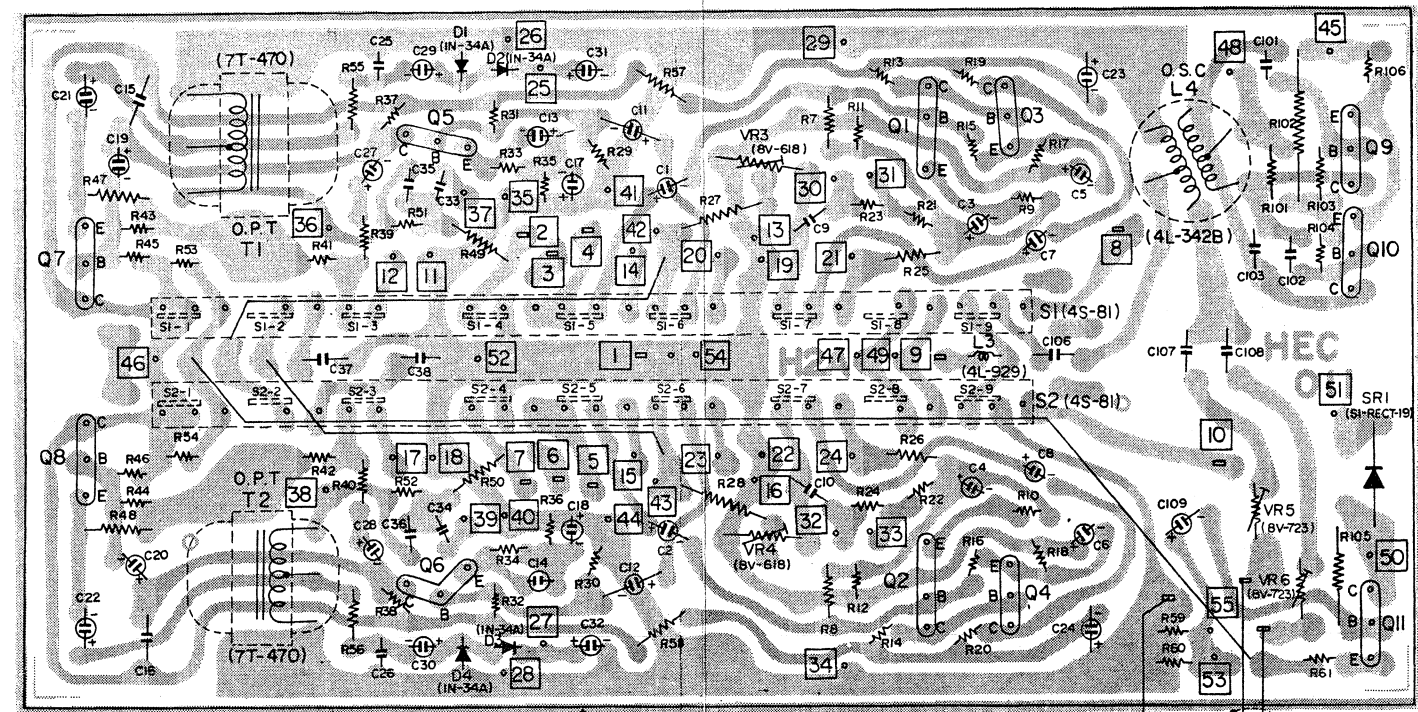 26
45
D1
C25
C29
(IN-34A)
D2(IN-34A)
C31
29
48
C101
(7T-470)
R55
25
R57
R13
R19
C23
O.S.C
L4
R106
C21
C15
R37
Q5
R31
C13
C11
R7
R11
Q1
C
B
E
R15
C
B
E
Q3
R17
R102
E
B
C
Q9
C19
C27
C
B
E
R33
R35
C17
R29
VR3
(8V-618)
R47
C35
C33
35
41
C1
30
31
C5
R101
R103
R43
36
R51
37
R27
R23
R21
C3
R9
(4L-342B)
R104
E
B
C
Q10
R45
O.P.T
T1
R41
R39
R49
2
4
42
13
C9
C7
8
Q7
E
B
C
R53
12
11
3
14
20
19
21
R25
C103
C102
S1-1
S1-2
S1-3
S1-4
S1-5
S1-6
S1-7
S1-8
S1-9
S1(4S-81)
46
C37
C38
52
1
54
47
49
9
L3
(4L-929)
C106
C107
C108
HEC
51
S2-1
S2-2
S2-3
S2-4
S2-5
S2-6
S2-7
S2-8
S2-9
S2(4S-81)
SR1
(S1-RECT-19)
Q8
C
B
E
R54
R46
R42
R40
17
18
7
6
5
15
23
22
24
R26
C8
10
R44
O.P.T
T2
38
R52
R50
43
R28
16
C10
C4
R48
C28
C36
C34
39
40
R36
C18
44
C2
32
R24
R22
R10
33
C109
VR5
(8V-723)
C20
Q6
C
B
E
R34
C14
R30
C12
VR4
(8V-618)
Q2
E
B
C
R16
E
B
C
Q4
R18
C6
R105
50
C22
R38
R32
R12
VR6
(8V-723)
55
C
B
E
Q11
C16
(7T-470)
R56
C26
C30
D4
(IN-34A)
(IN-34A)
D3
27
28
C32
R58
R8
R14
R20
C24
34
R59
R60
53
R61